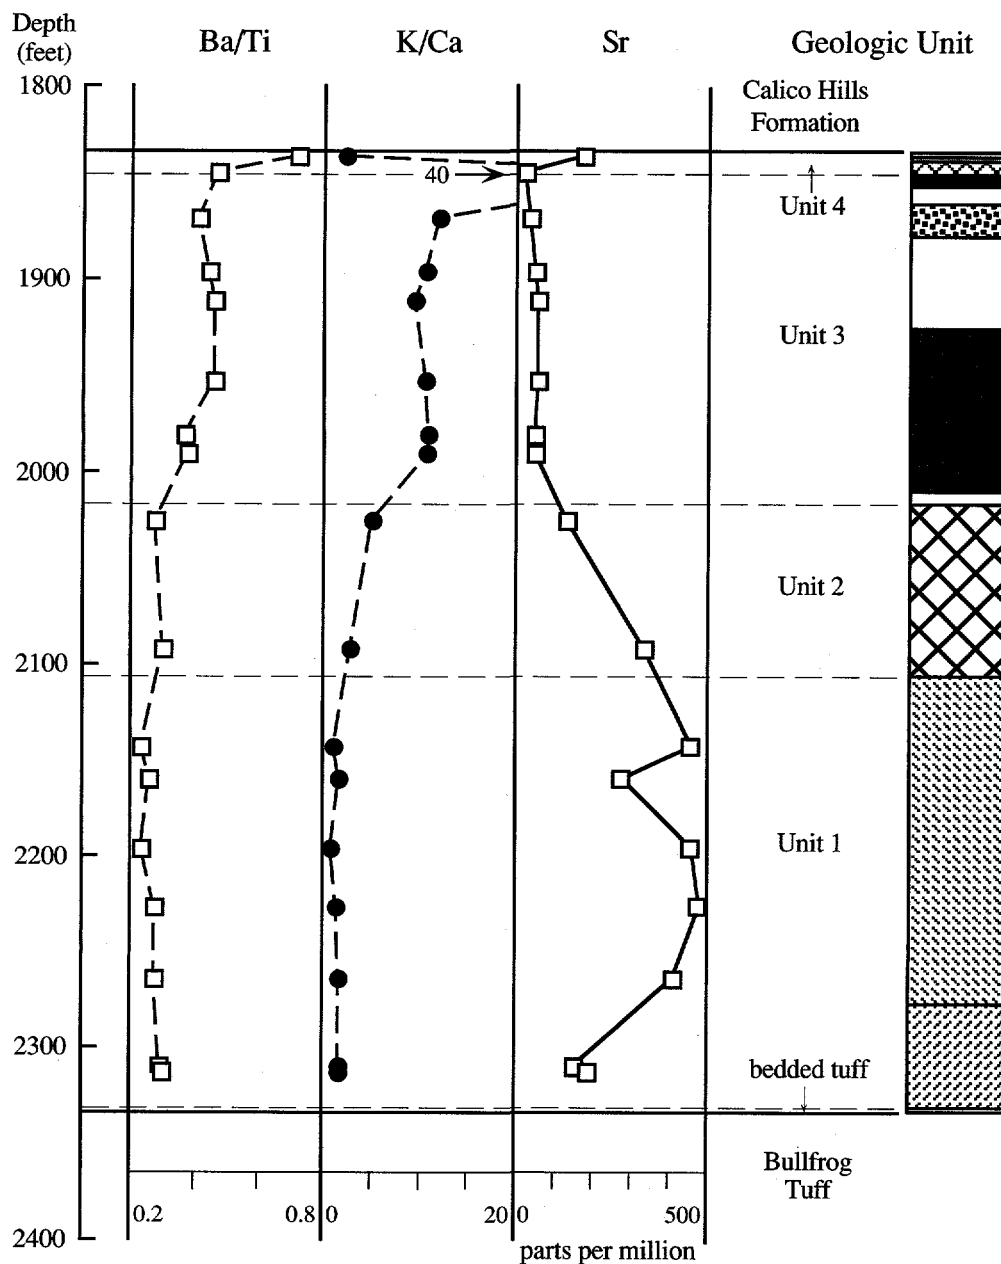 Depth
(feet)
Ba/Ti
K/Ca
Sr
Geologic Unit
1800
Calico Hills
Formation
40
Unit 4
1900
Unit 3
2000
Unit 2
2100
2200
Unit 1
2300
bedded tuff
Bullfrog
Tuff
0.2
0.8
0
20
0
500
2400
parts per million